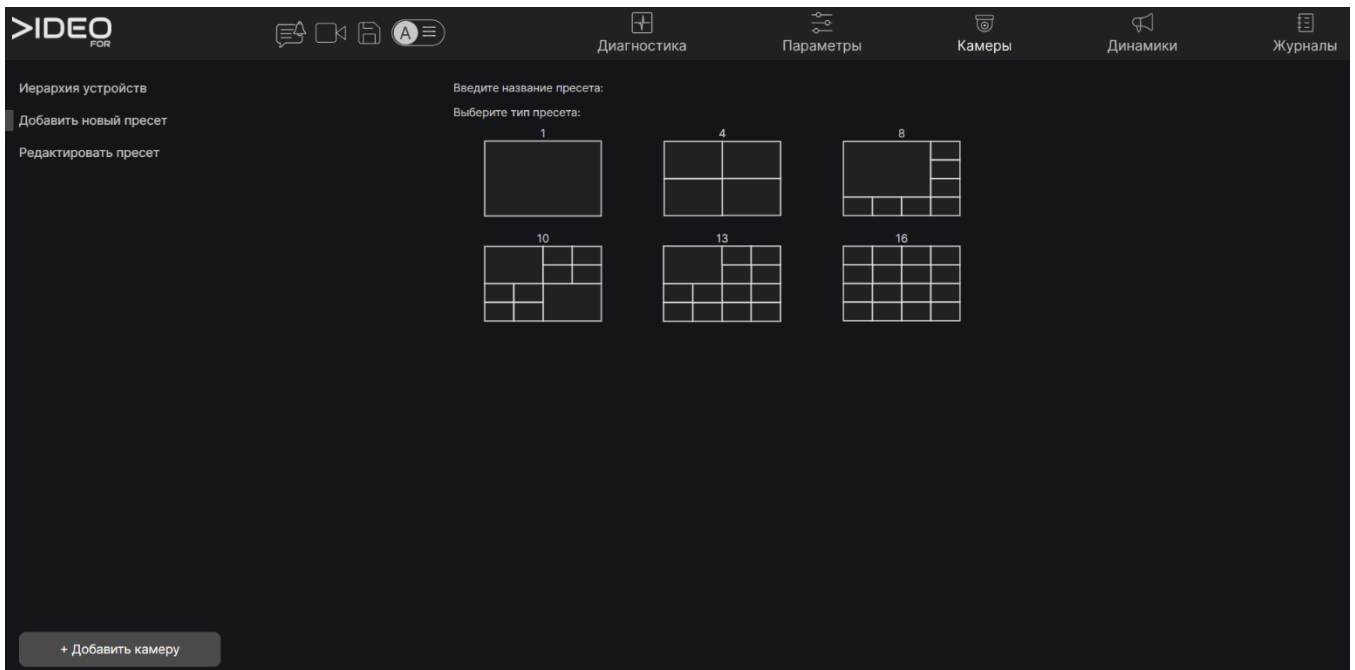 >IDEO
FOR
A
Диагностика
Параметры
Камеры
Динамики
Журналы
Иерархия устройств
Добавить новый пресет
Редактировать пресет
Введите название пресета:
Выберите тип пресета:
1 4 8
10 13 16
+ Добавить камеру